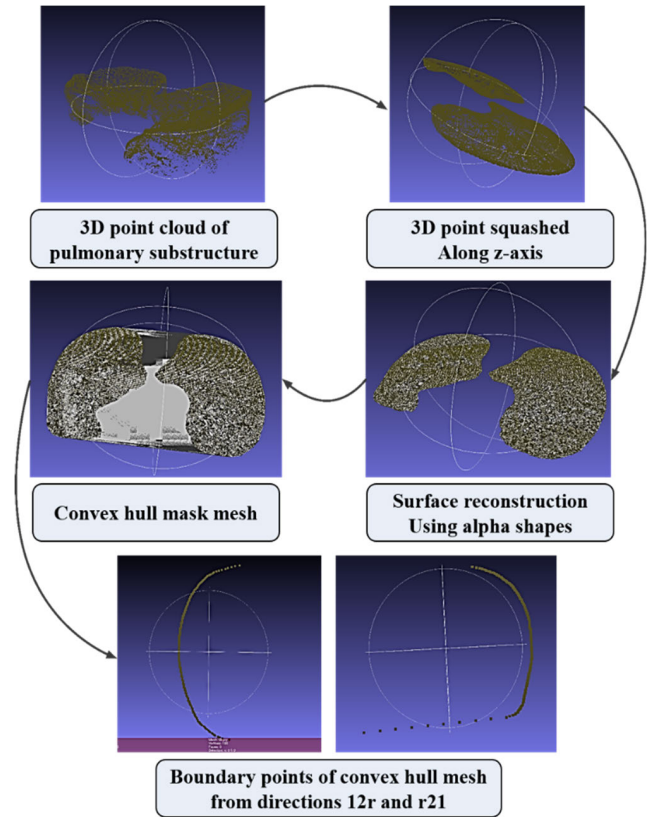 3D point cloud of
pulmonary substructure
3D point squashed
Along z-axis
Convex hull mask mesh
Surface reconstruction
Using alpha shapes
Boundary points of convex hull mesh
from directions 12r and r21